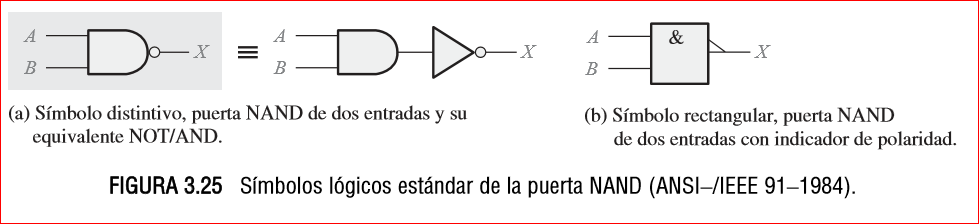 A
B
X
≡
A
B
X
A
B
&
X
(a) Símbolo distintivo, puerta NAND de dos entradas y su
equivalente NOT/AND.
(b) Símbolo rectangular, puerta NAND
de dos entradas con indicador de polaridad.
FIGURA 3.25 Símbolos lógicos estándar de la puerta NAND (ANSI–/IEEE 91–1984).